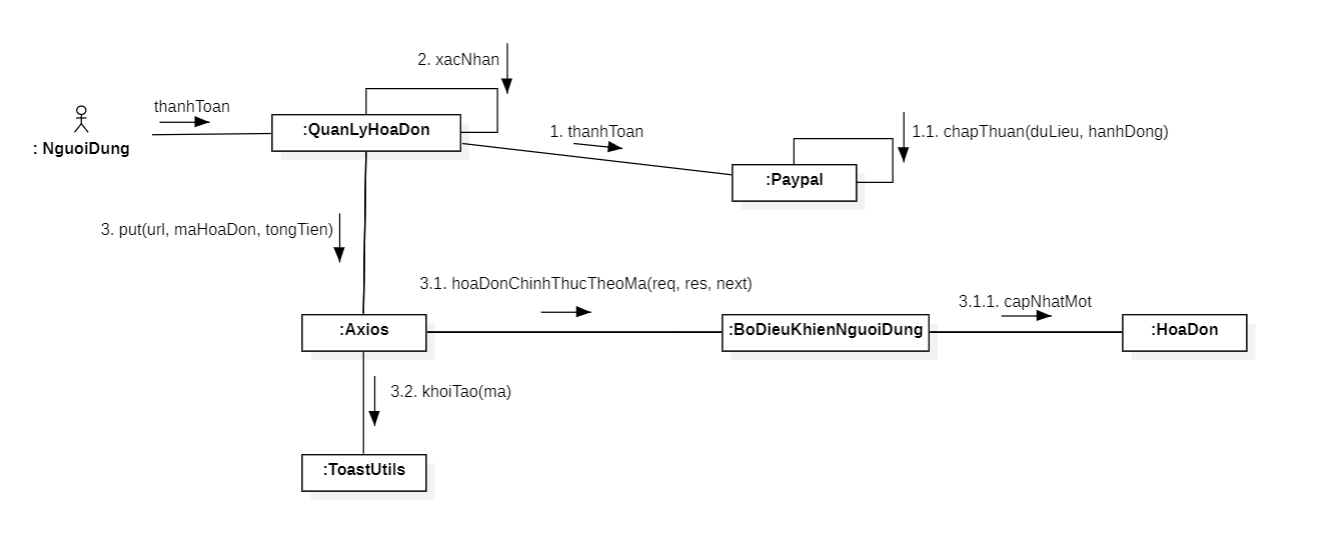 2. xacNhan
thanhToan
: NguoiDung
:QuanLyHoaDon
1. thanhToan
1.1. chapThuan(duLieu, hanhDong)
:Paypal
3. put(url, maHoaDon, tongTien)
3.1. hoaDonChinhThucTheoMa(req, res, next)
3.1.1. capNhatMot
:Axios
:BoDieuKhienNguoiDung
:HoaDon
3.2. khoiTao(ma)
:ToastUtils